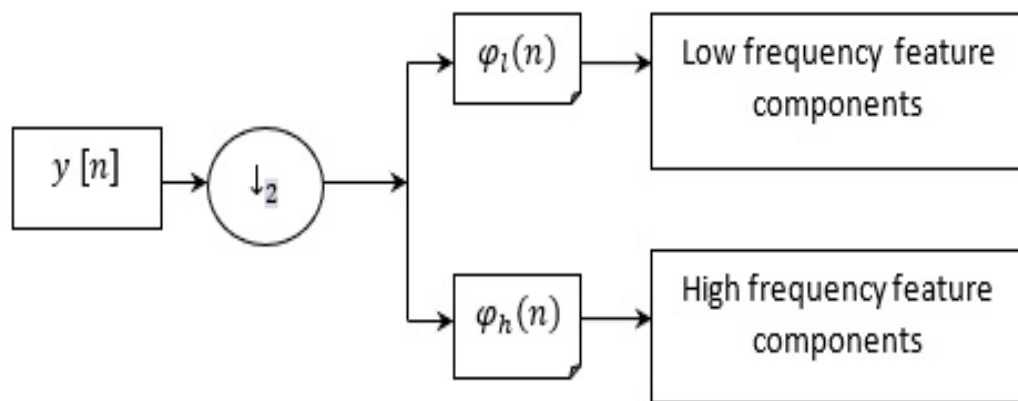 y [n]
↓2
φl(n)
Low frequency feature
components
φh(n)
High frequency feature
components